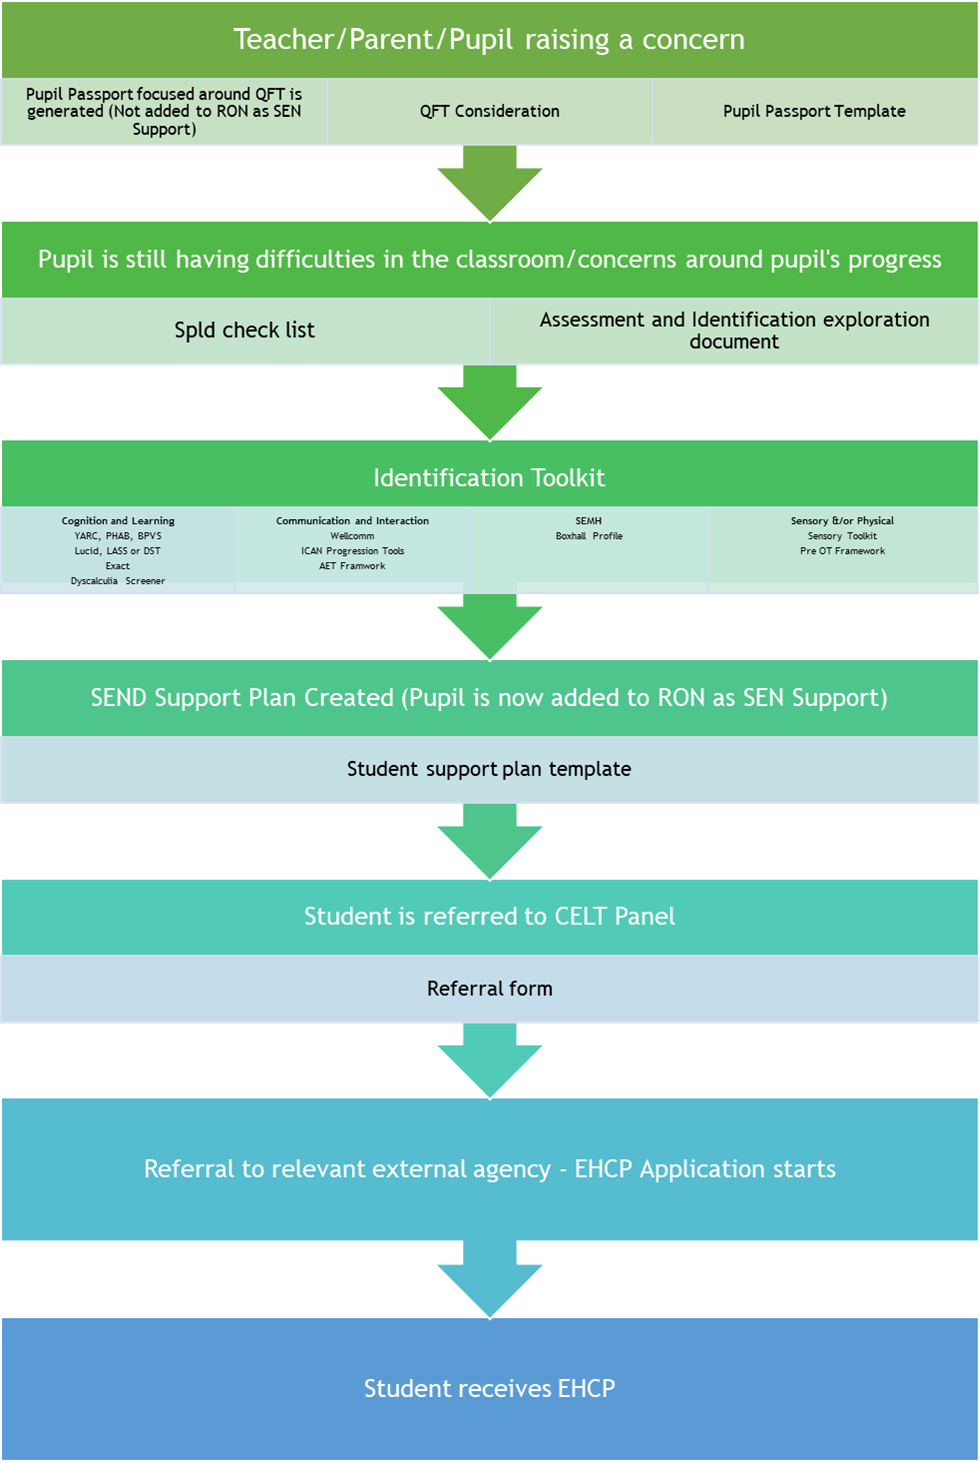 Teacher/Parent/Pupil raising a concern
Pupil Passport focused around QFT is
generated (Not added to RON as SEN
Support)
QFT Consideration
Pupil Passport Template
Pupil is still having difficulties in the classroom/concerns around pupil's progress
Spld check list
Assessment and Identification exploration
document
Identification Toolkit
Cognition and Learning
YARC, PHAB, BPVS
Lucid, LASS or DST
Exact
Dyscalculia Screener
Communication and Interaction
Wellcomm
ICAN Progression Tools
AET Framwork
SEMH
Boxhall Profile
Sensory &/or Physical
Sensory Toolkit
Pre OT Framework
SEND Support Plan Created (Pupil is now added to RON as SEN Support)
Student support plan template
Student is referred to CELT Panel
Referral form
Referral to relevant external agency - EHCP Application starts
Student receives EHCP